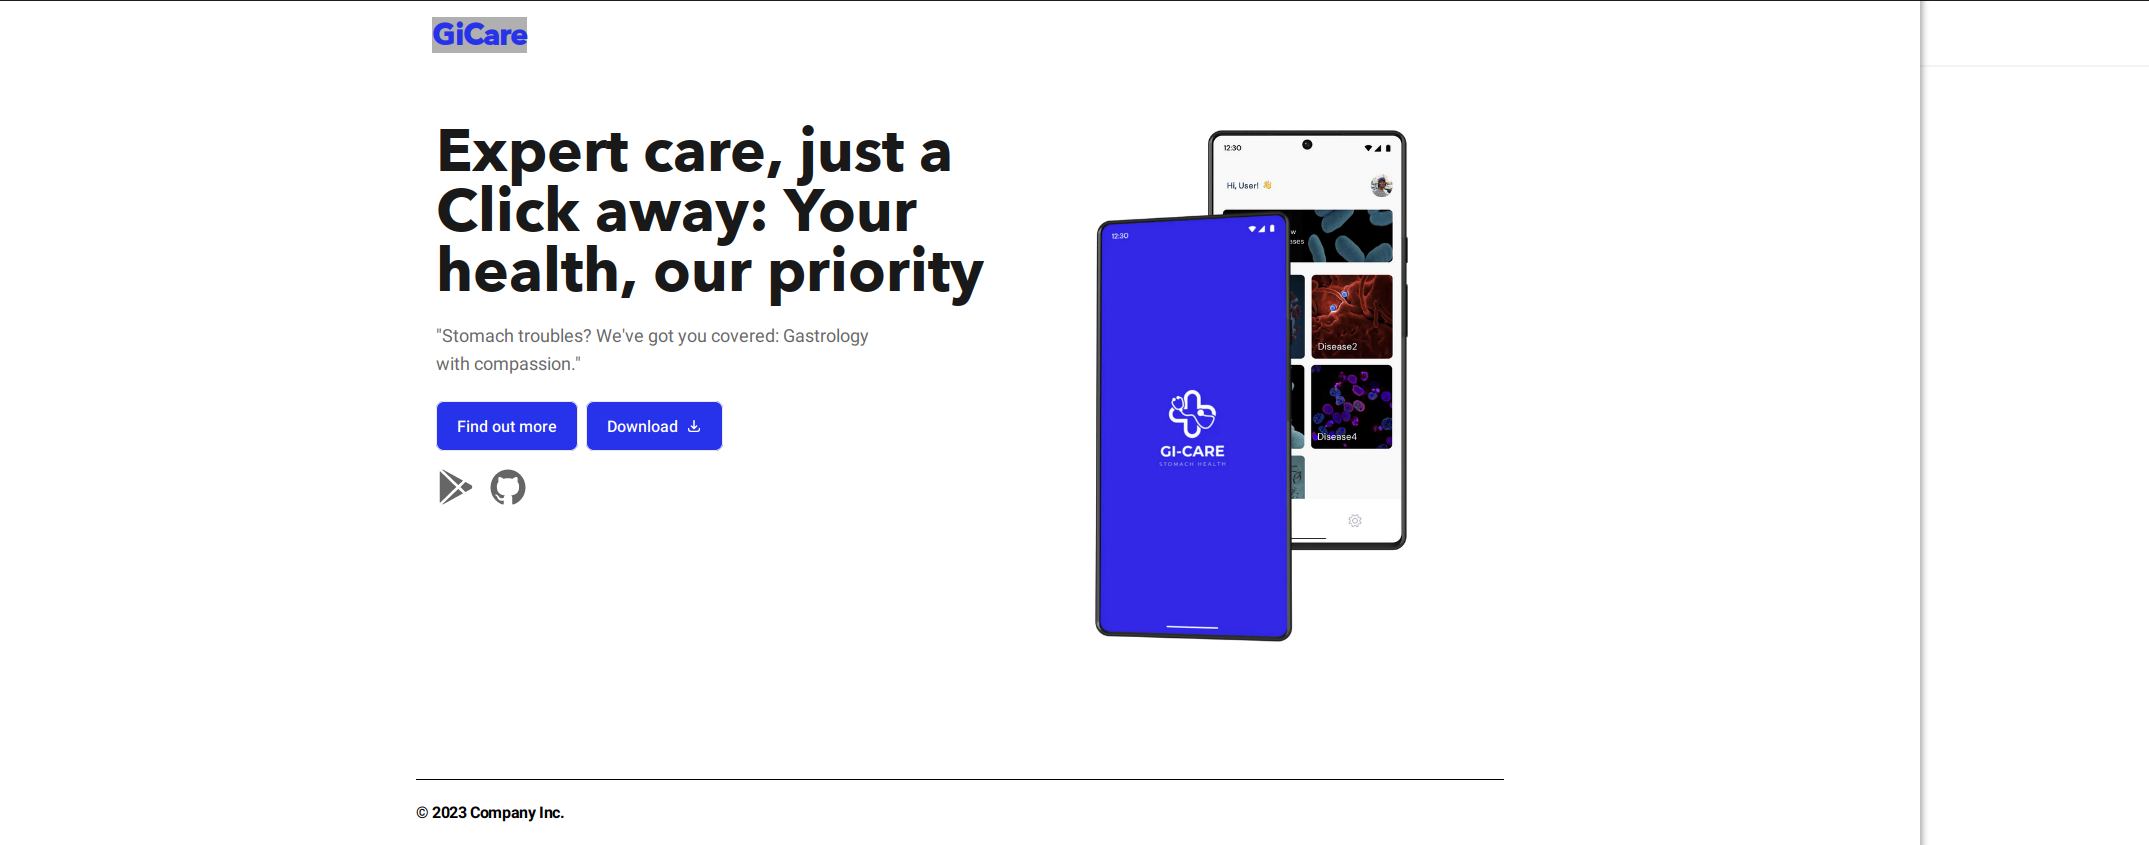 GiCare
Expert care, just a
Click away: Your
health, our priority
"Stomach troubles? We've got you covered: Gastrology
with compassion."
Find out more
Download
12:30
Hi, User! 👋
w
ases
Disease2
Disease4
12:30
GI-CARE
STOMACH HEALTH
© 2023 Company Inc.